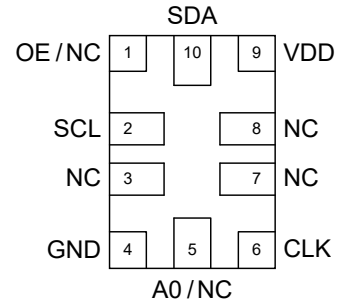 SDA
OE/NC 1 10 9 VDD
SCL 2 8 NC
NC 3 7 NC
GND 4 5 6 CLK
A0/NC